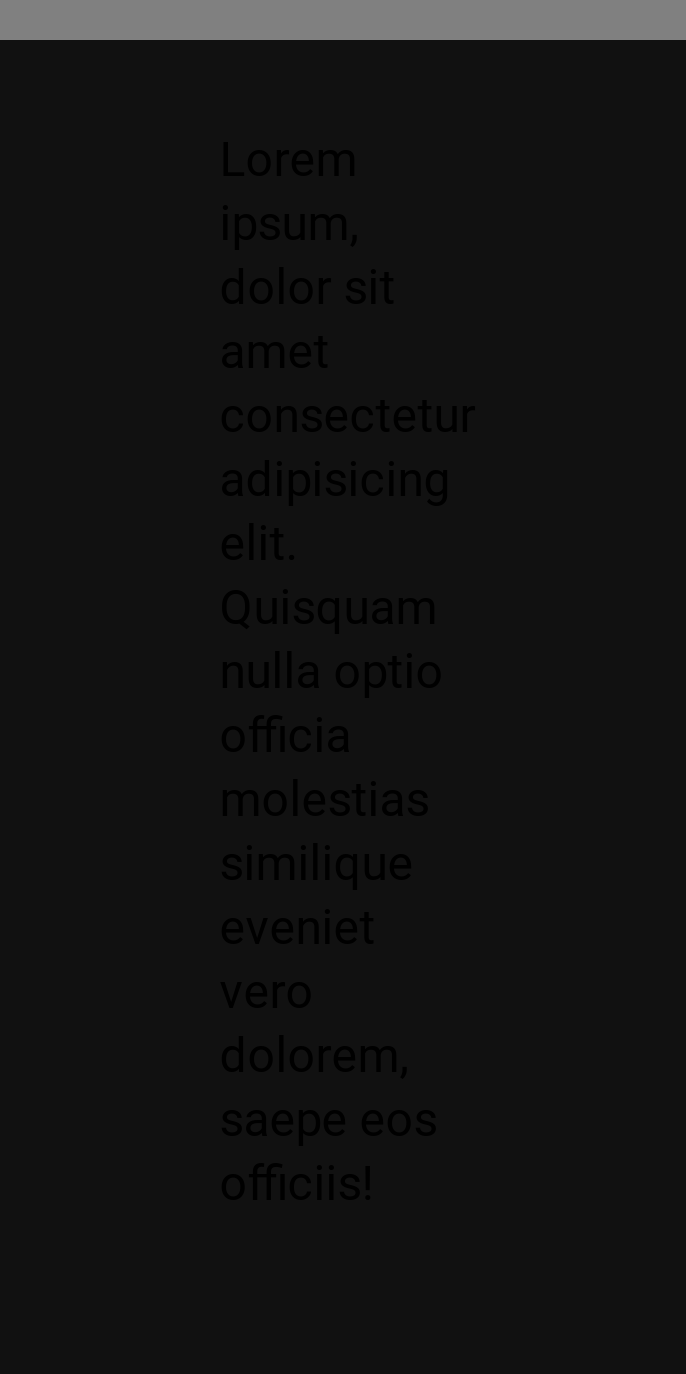 Lorem
ipsum,
dolor sit
amet
consectetur
adipisicing
elit.
Quisquam
nulla optio
officia
molestias
similique
eveniet
vero
dolorem,
saepe eos
officiis!